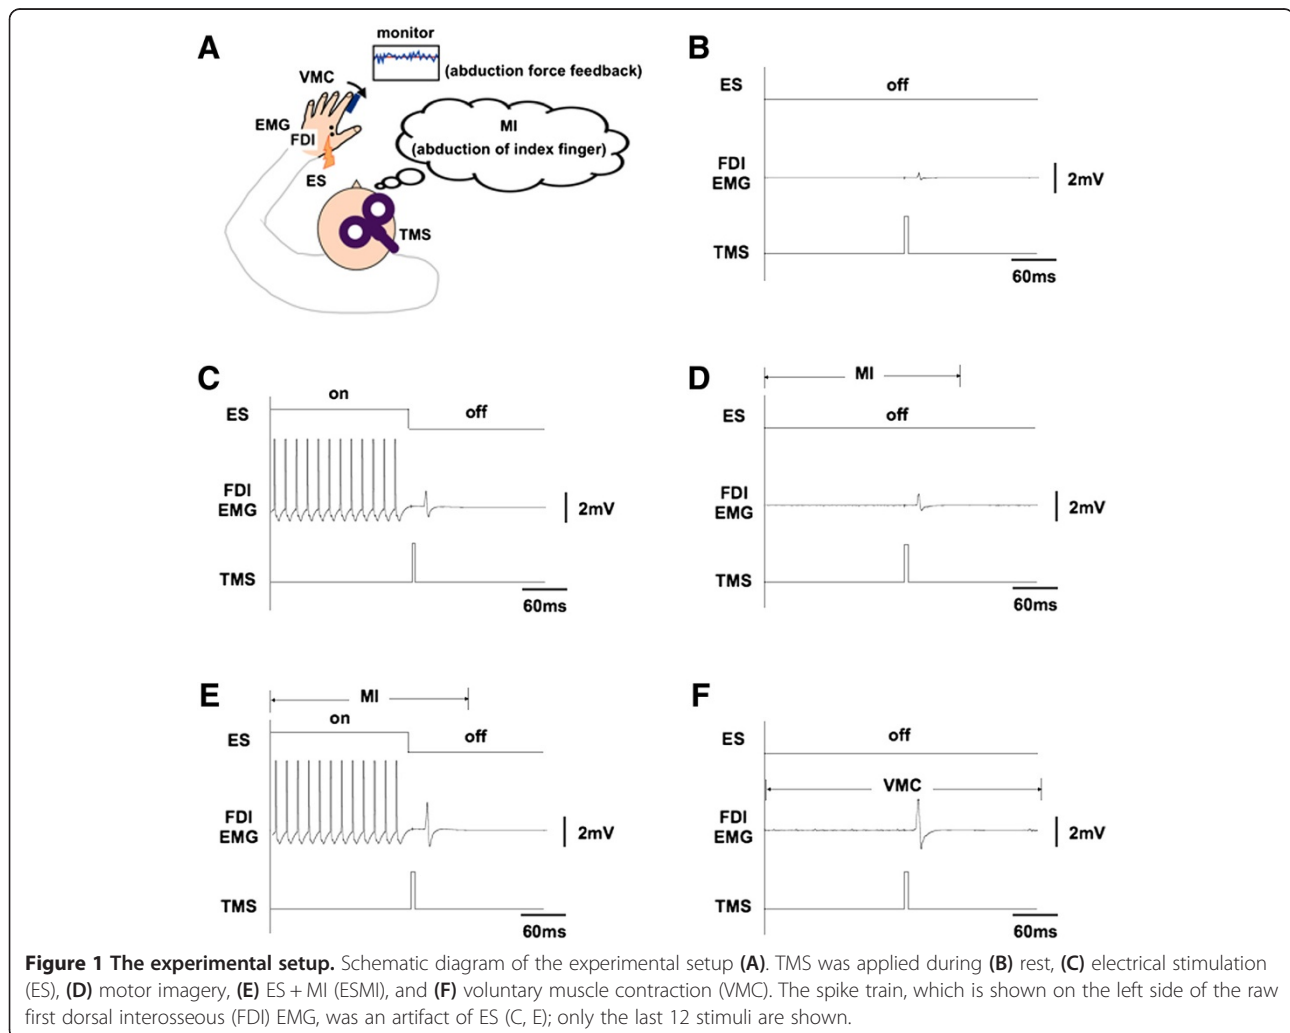 A
monitor
(abduction force feedback)
VMC
EMG
FDI
ES
MI
(abduction of index finger)
TMS
B
ES
off
FDI
EMG
2mV
TMS
60ms
C
on
ES
off
FDI
EMG
2mV
TMS
60ms
D
MI
ES
off
FDI
EMG
2mV
TMS
60ms
E
MI
on
ES
off
FDI
EMG
2mV
TMS
60ms
F
ES
off
VMC
FDI
EMG
2mV
TMS
60ms
Figure 1 The experimental setup. Schematic diagram of the experimental setup (A). TMS was applied during (B) rest, (C) electrical stimulation
(ES), (D) motor imagery, (E) ES + MI (ESMI), and (F) voluntary muscle contraction (VMC). The spike train, which is shown on the left side of the raw
first dorsal interosseous (FDI) EMG, was an artifact of ES (C, E); only the last 12 stimuli are shown.